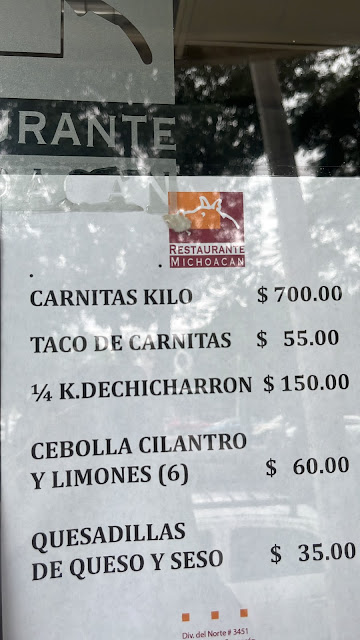 URANTE
RESTAURANTE
MICHOACAN
CARNITAS KILO $ 700.00
TACO DE CARNITAS $ 55.00
¼ K.DECHICHARRON $ 150.00
CEBOLLA CILANTRO
Y LIMONES (6) $ 60.00
QUESADILLAS
DE QUESO Y SESO $ 35.00
Div. del Norte # 3451